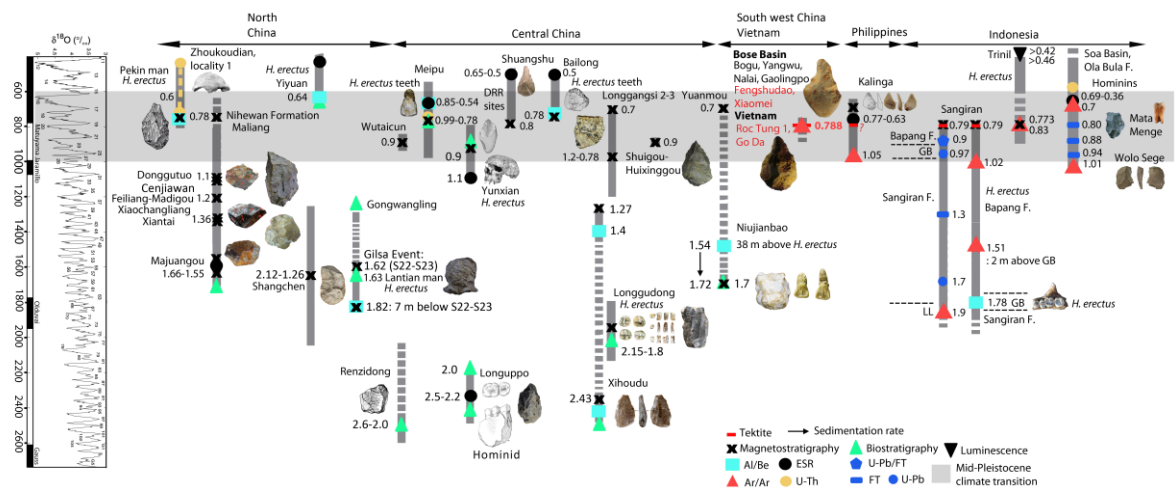 δ18O (°/oo)
North
China
Central China
South west China
Vietnam
Philippines
Indonesia
600
800
1000
1200
1400
1600
1800
2000
2200
2400
2600
Matuyama
Jaramillo
Olduvai
Gauss
Pekin man
H. erectus
0.6
Zhoukoudian,
locality 1
0.78
Nihewan Formation
Maliang
Donggutuo
1.1
Cenjiawan
Feiliang-Madigou
1.2
Xiaochangliang
Xiantai
1.36
Majuangou
1.66-1.55
H. erectus
Yiyuan
0.64
2.12-1.26
Shangchen
Gongwangling
Gilsa Event:
1.62 (S22-S23)
1.63 Lantian man
H. erectus
1.82: 7 m below S22-S23
H. erectus teeth
Wutaicun
0.9
Renzidong
2.6-2.0
Meipu
0.85-0.54
0.99-0.78
DRR
sites
0.9
1.1
Yunxian
H. erectus
2.0
Longuppo
2.5-2.2
Hominid
Shuangshu
0.65-0.5
0.8
Bailong
0.5
H. erectus teeth
0.78
Longgangsi 2-3
0.7
1.2-0.78
1.27
1.4
0.9
Shuigou-
Huixinggou
Longgudong
H. erectus
2.15-1.8
Xihoudu
2.43
Yuanmou
0.7
Niujianbao
1.54
38 m above H. erectus
1.72
1.7
Bose Basin
Bogu, Yangwu,
Nalai, Gaolingpo
Fengshudao,
Xiaomei
Vietnam
Roc Tung 1,
Go Da
0.788
?
Kalinga
0.77-0.63
1.05
Sangiran
0.79
0.79
Bapang F.
0.9
GB
0.97
1.02
Sangiran F.
1.3
H. erectus
Bapang F.
1.51
: 2 m above GB
1.7
1.78
GB
H. erectus
LL
1.9
Sangiran F.
Trinil
>0.42
>0.46
H. erectus
0.773
0.83
Soa Basin,
Ola Bula F.
Hominins
0.69-0.36
0.7
0.80
Mata
Menge
0.88
0.94
Wolo Sege
1.01
Tektite
Sedimentation rate
Magnetostratigraphy
Biostratigraphy
Luminescence
Al/Be
ESR
U-Pb/FT
Mid-Pleistocene
climate transition
Ar/Ar
U-Th
FT
U-Pb